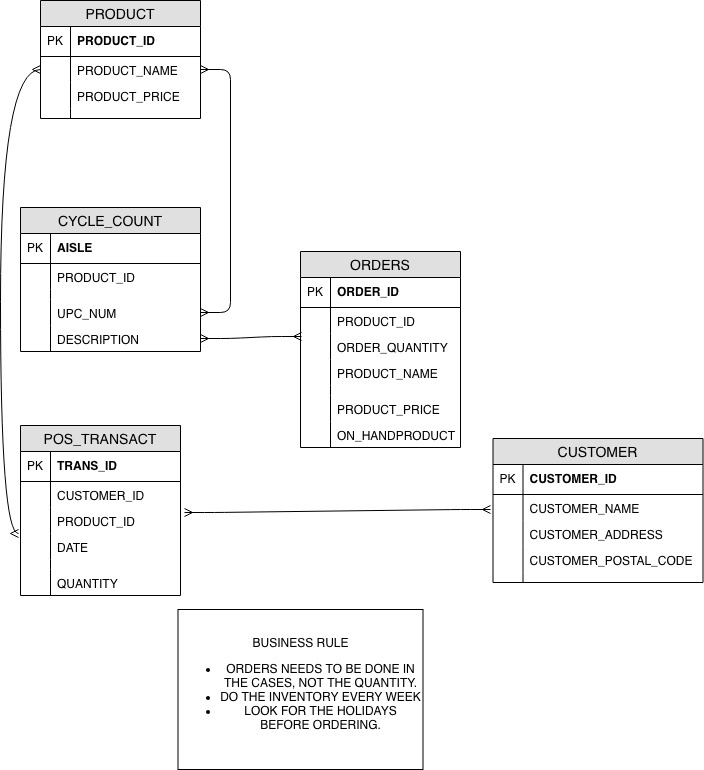 PRODUCT
PK PRODUCT_ID
PRODUCT_NAME
PRODUCT_PRICE
CYCLE_COUNT
PK AISLE
PRODUCT_ID
UPC_NUM
DESCRIPTION
ORDERS
PK ORDER_ID
PRODUCT_ID
ORDER_QUANTITY
PRODUCT_NAME
PRODUCT_PRICE
ON_HANDPRODUCT
POS_TRANSACT
PK TRANS_ID
CUSTOMER_ID
PRODUCT_ID
DATE
QUANTITY
CUSTOMER
PK CUSTOMER_ID
CUSTOMER_NAME
CUSTOMER_ADDRESS
CUSTOMER_POSTAL_CODE
BUSINESS RULE
• ORDERS NEEDS TO BE DONE IN
THE CASES, NOT THE QUANTITY.
• DO THE INVENTORY EVERY WEEK
• LOOK FOR THE HOLIDAYS
BEFORE ORDERING.